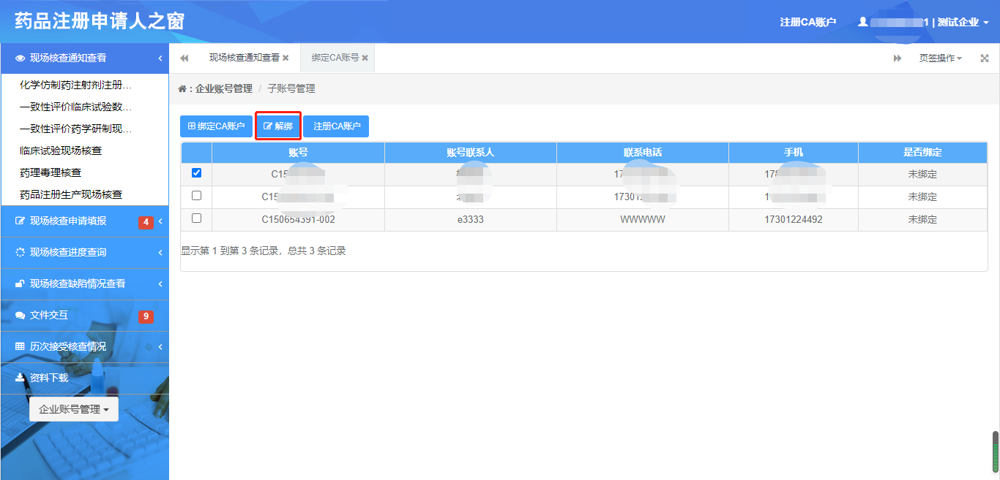 药品注册申请人之窗
注册CA账户
1 | 测试企业
现场核查通知查看
化学仿制药注射剂注册...
一致性评价临床试验数...
一致性评价药学研制现...
临床试验现场核查
药理毒理核查
药品注册生产现场核查
现场核查申请填报 4
现场核查进度查询
现场核查缺陷情况查看
文件交互 9
历次接受核查情况
资料下载
企业账号管理
现场核查通知查看 绑定CA账号 页签操作
: 企业账号管理 / 子账号管理
绑定CA账户 解绑 注册CA账户
账号 账号联系人 联系电话 手机 是否绑定
C15 17 178 未绑定
C15 17301 1 未绑定
C150654391-002 e3333 WWWWW 17301224492 未绑定
显示第 1 到第 3 条记录，总共 3 条记录